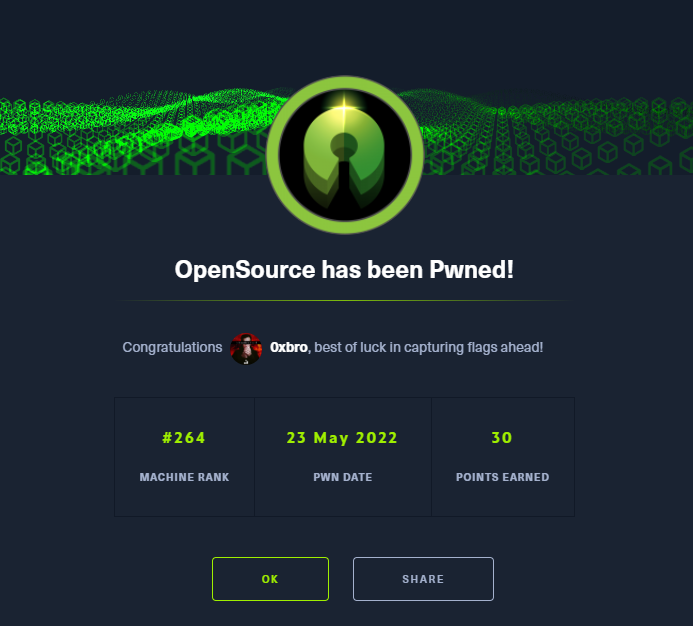 OpenSource has been Pwned!
Congratulations 0xbro, best of luck in capturing flags ahead!
#264 23 May 2022 30
MACHINE RANK PWN DATE POINTS EARNED
OK SHARE